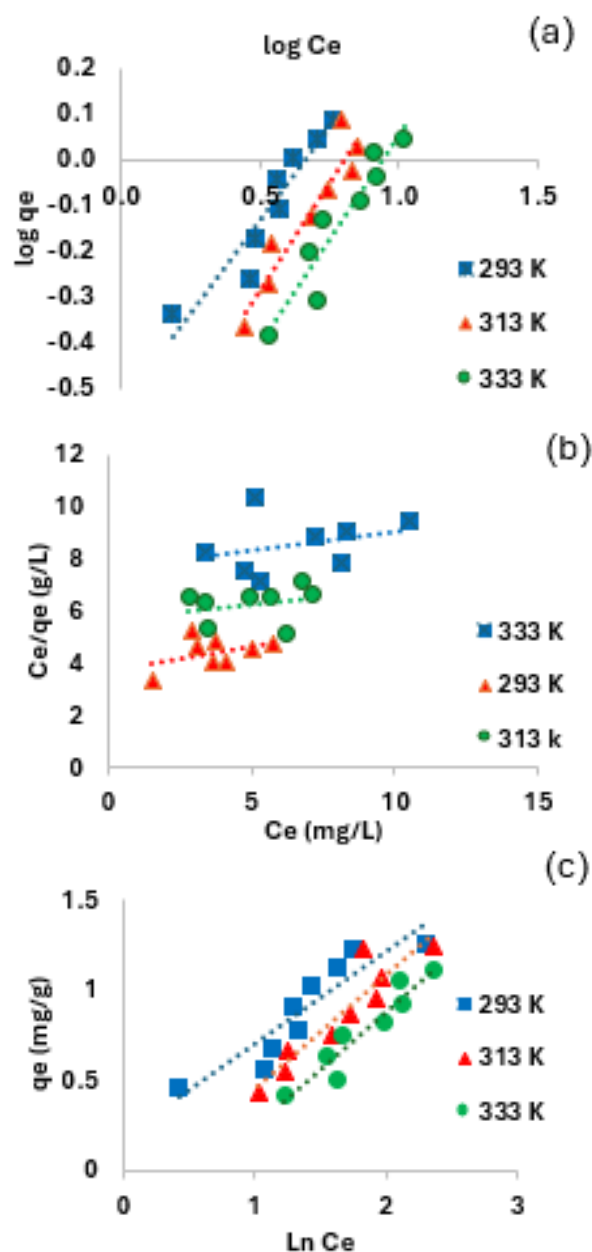 (a)
log Ce
0.2
0.1
0.0
0.0 0.5 1.0 1.5
-0.1
-0.2
-0.3
-0.4
-0.5
log qe
293 K
313 K
333 K
(b)
12
10
8
6
4
2
0
Ce/qe (g/L)
333 K
293 K
313 k
0 5 10 15
Ce (mg/L)
(c)
1.5
1
0.5
0
qe (mg/g)
293 K
313 K
333 K
0 1 2 3
Ln Ce